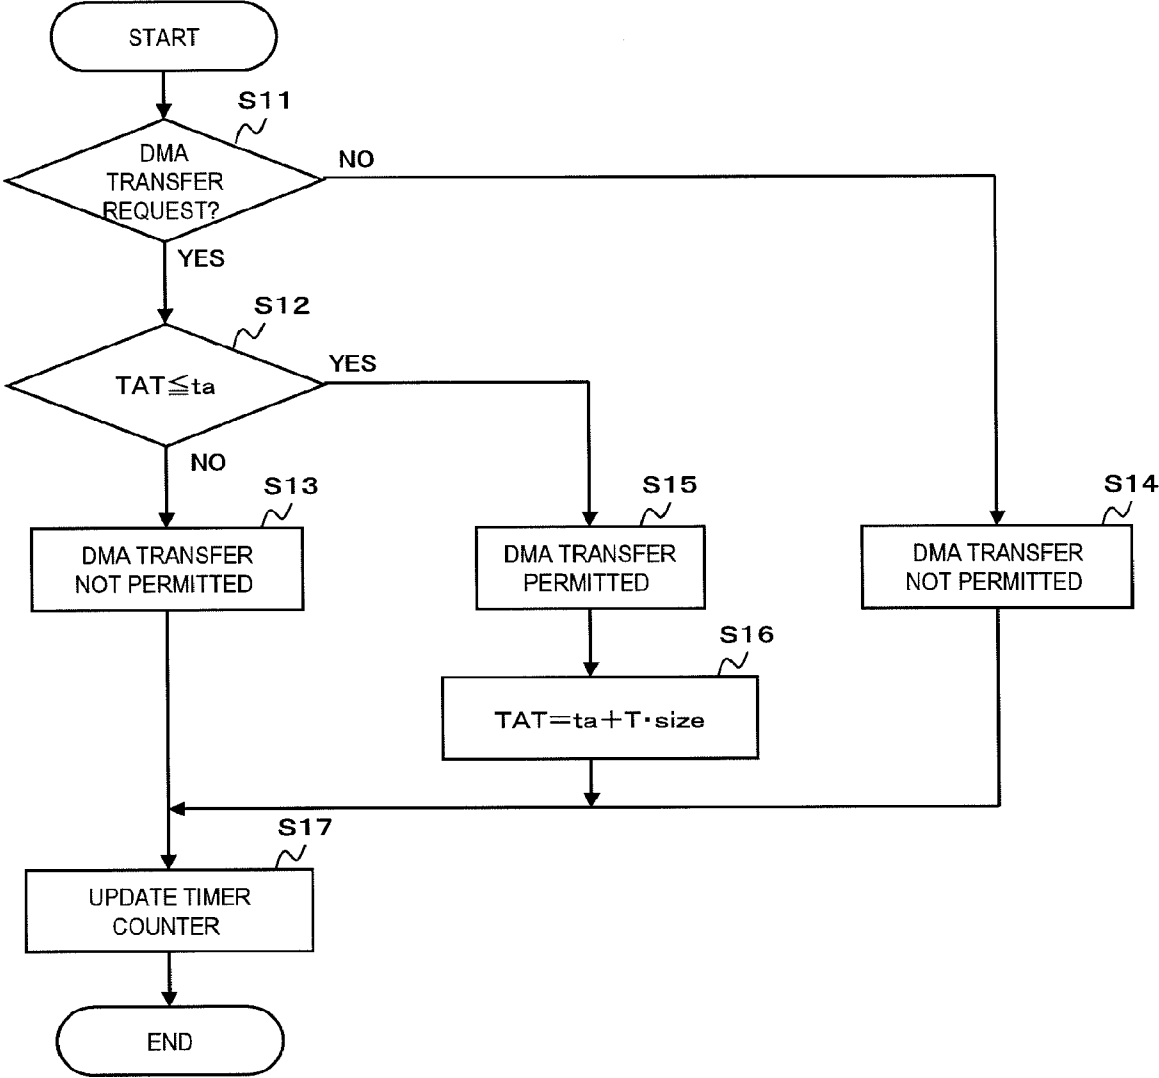 START
S11
DMA
TRANSFER
REQUEST?
NO
YES
S12
TAT≦ta
YES
NO
S13
DMA TRANSFER
NOT PERMITTED
S15
DMA TRANSFER
PERMITTED
S14
DMA TRANSFER
NOT PERMITTED
S16
TAT=ta+T・size
S17
UPDATE TIMER
COUNTER
END